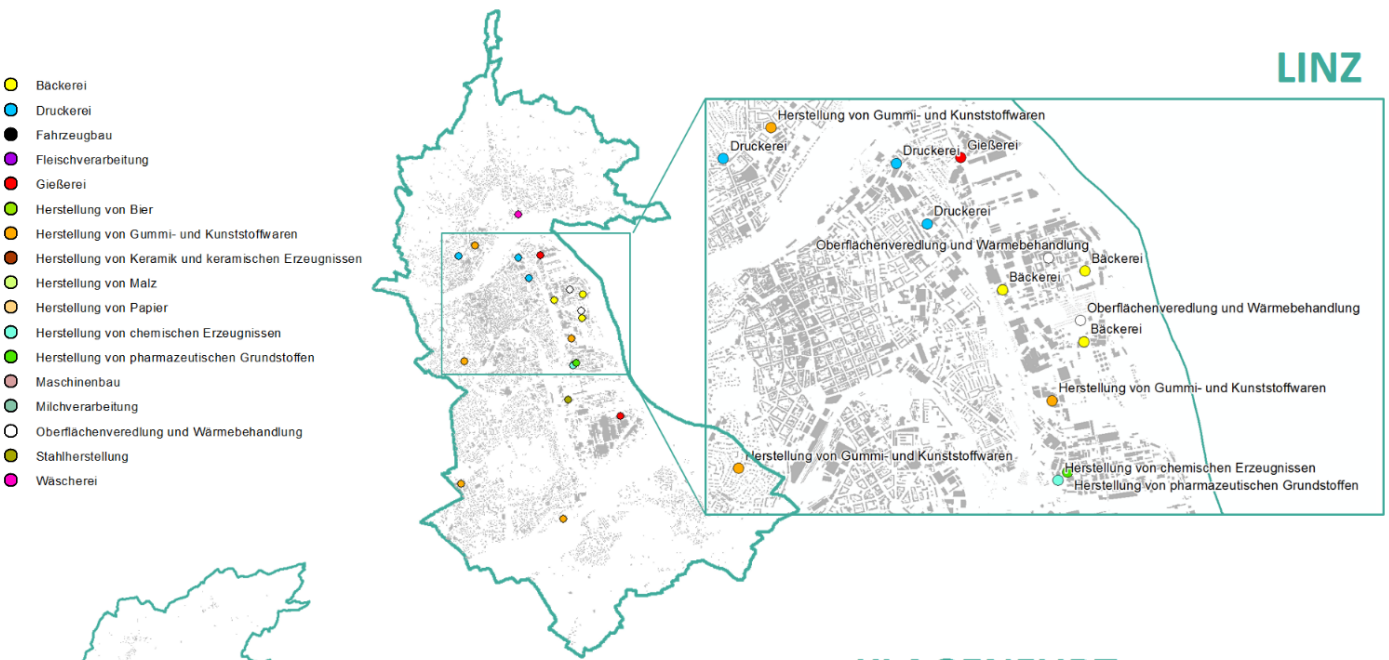 LINZ
Bäckerei
Druckerei
Fahrzeugbau
Fleischverarbeitung
Gießerei
Herstellung von Bier
Herstellung von Gummi- und Kunststoffwaren
Herstellung von Keramik und keramischen Erzeugnissen
Herstellung von Malz
Herstellung von Papier
Herstellung von chemischen Erzeugnissen
Herstellung von pharmazeutischen Grundstoffen
Maschinenbau
Milchverarbeitung
Oberflächenveredlung und Wärmebehandlung
Stahlherstellung
Wäscherei
Herstellung von Gummi- und Kunststoffwaren
Druckerei
Druckerei
Gießerei
Druckerei
Oberflächenveredlung und Wärmebehandlung
Bäckerei
Bäckerei
Oberflächenveredlung und Wärmebehandlung
Bäckerei
Herstellung von Gummi- und Kunststoffwaren
Herstellung von Gummi- und Kunststoffwaren
Herstellung von chemischen Erzeugnissen
Herstellung von pharmazeutischen Grundstoffen